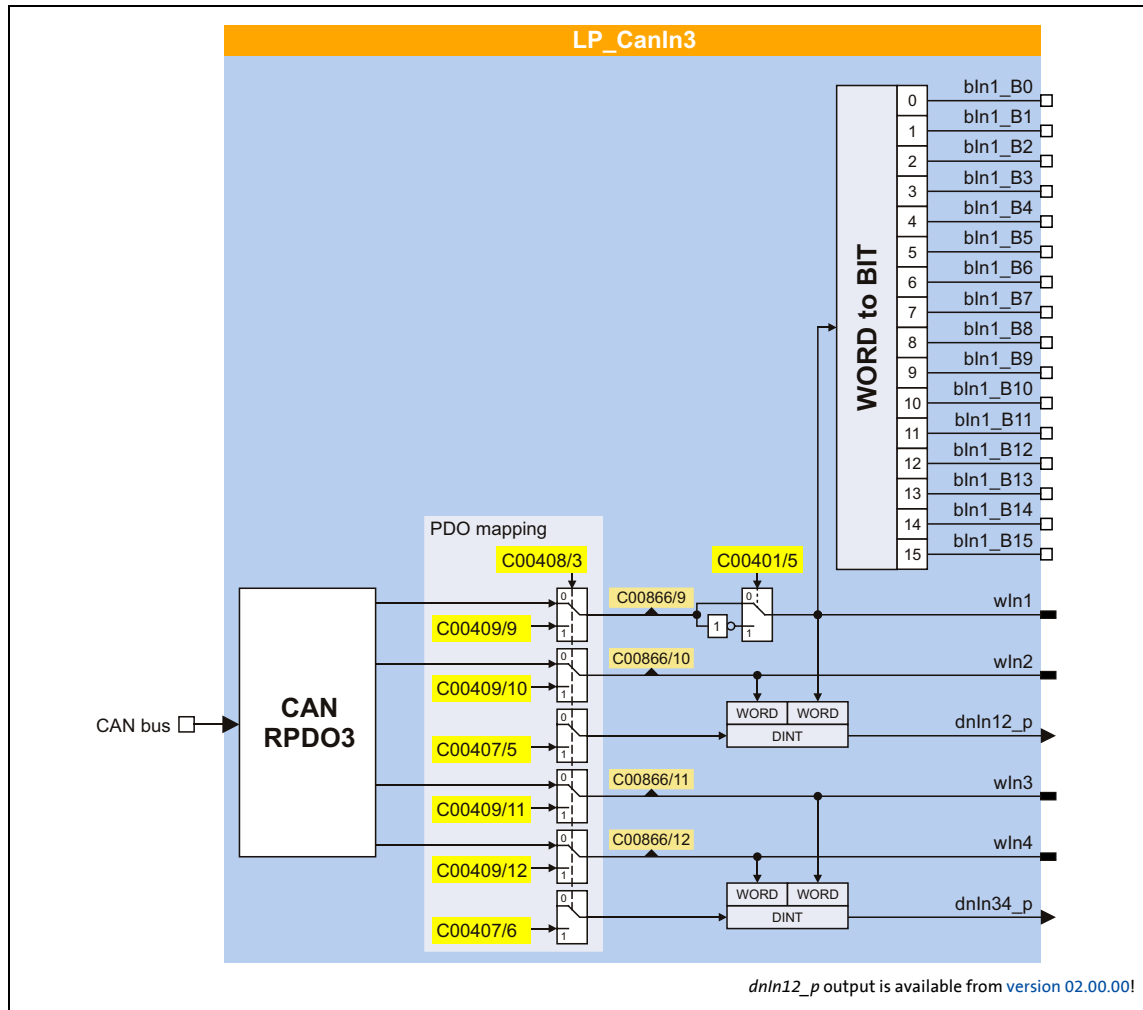 LP_CanIn3
bIn1_B0
0
bIn1_B1
1
bIn1_B2
2
bIn1_B3
3
bIn1_B4
4
bIn1_B5
5
bIn1_B6
6
bIn1_B7
7
bIn1_B8
8
bIn1_B9
9
bIn1_B10
10
bIn1_B11
11
bIn1_B12
12
bIn1_B13
13
bIn1_B14
14
bIn1_B15
15
WORD to BIT
PDO mapping
C00408/3
C00401/5
0
C00866/9
0
wIn1
C00409/9
1
1
1
0
C00866/10
wIn2
C00409/10
1
CAN
RPDO3
CAN bus
WORD WORD
0
dnIn12_p
DINT
C00407/5
1
0
C00866/11
wIn3
C00409/11
1
0
C00866/12
wIn4
C00409/12
1
WORD WORD
0
dnIn34_p
DINT
C00407/6
1
dnIn12_p output is available from version 02.00.00!